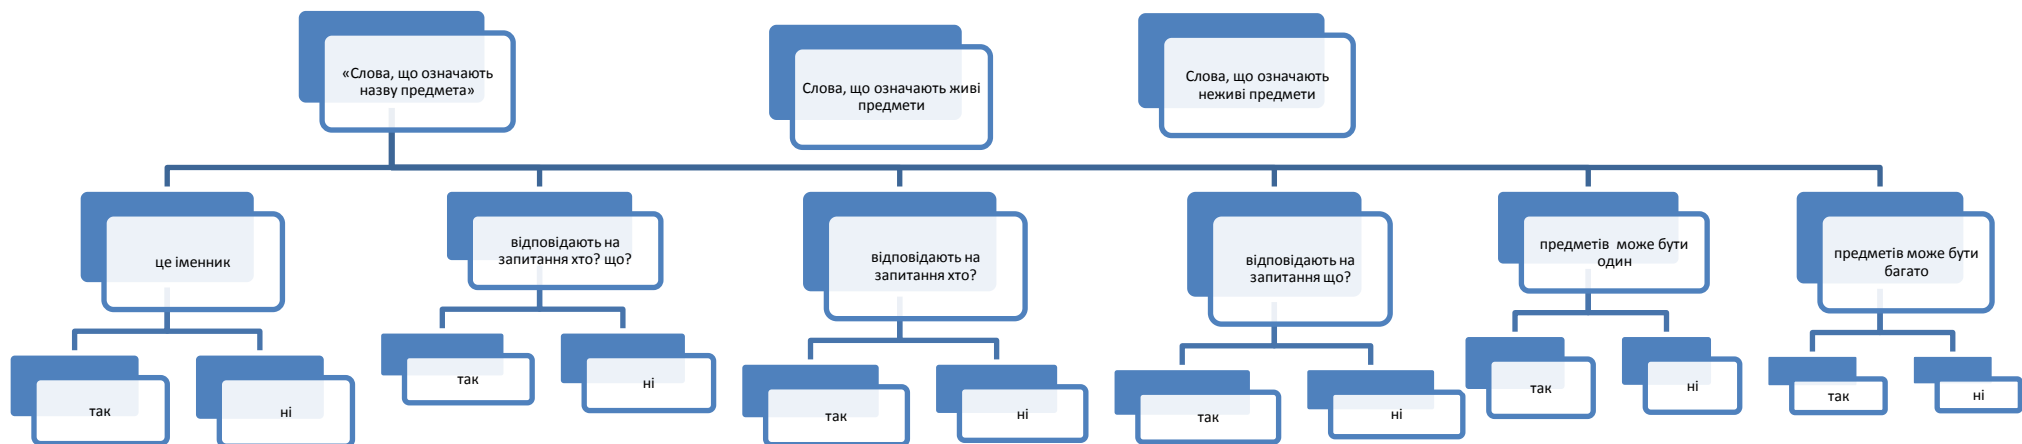 «Слова, що означають
назву предмета»
Слова, що означають живі
предмети
Слова, що означають
неживі предмети
це іменник
відповідають на
запитання хто? що?
відповідають на
запитання хто?
відповідають на
запитання що?
предметів може бути
один
предметів може бути
багато
так
ні
так
ні
так
ні
так
ні
так
ні
так
ні